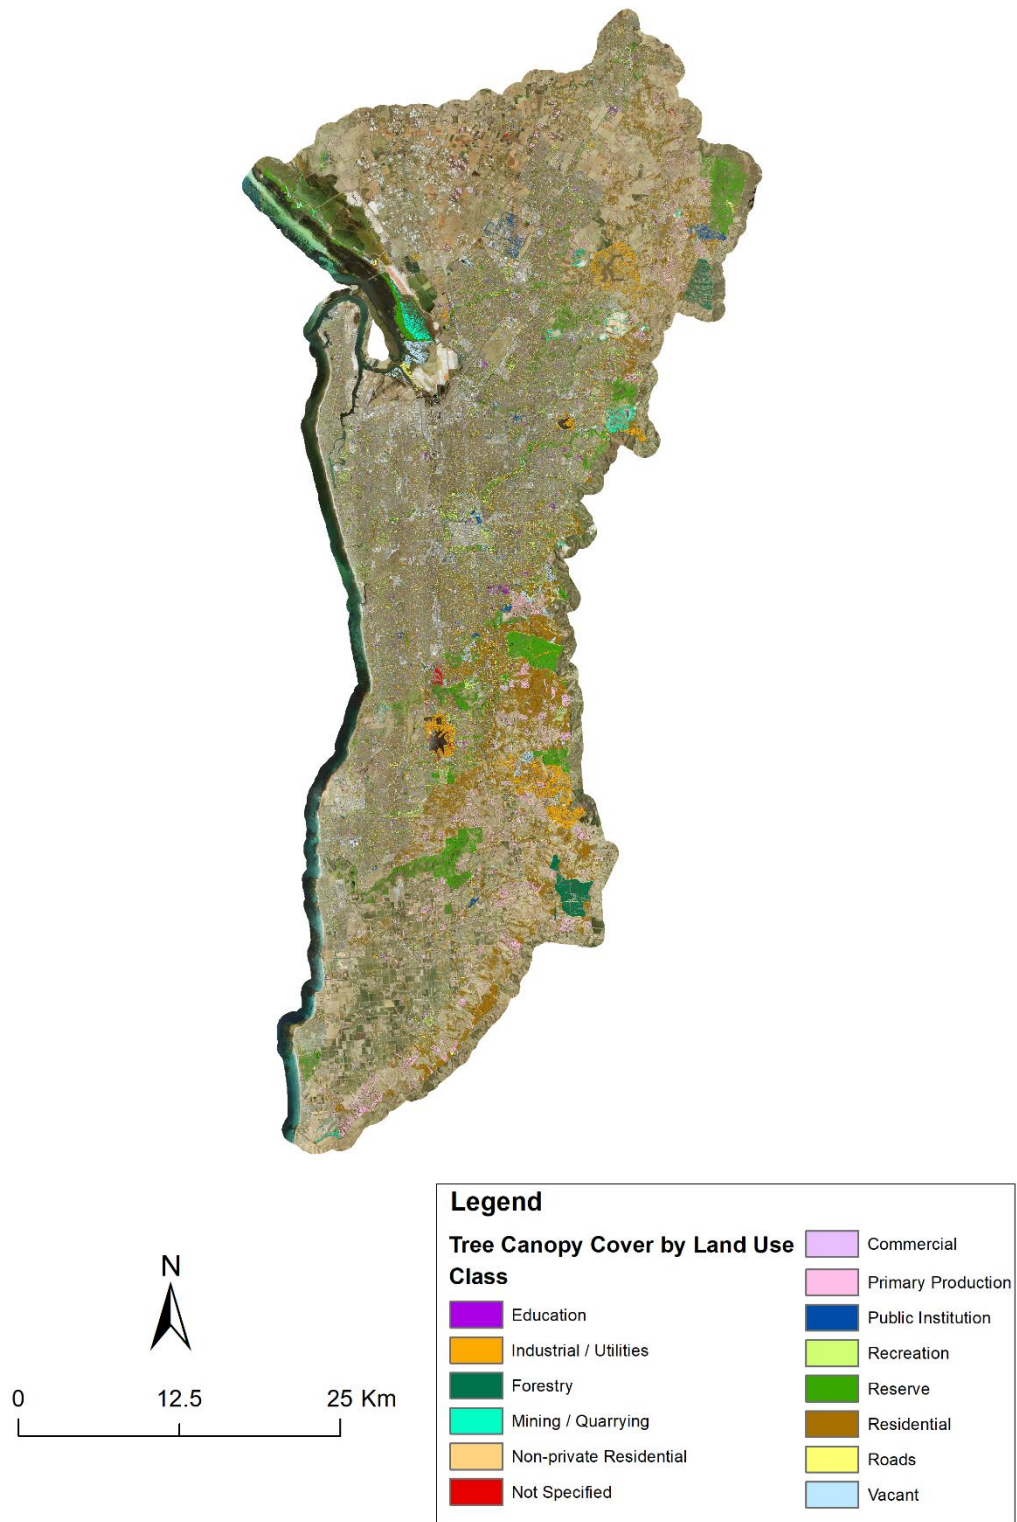 N
0 12.5 25 Km
Legend
Tree Canopy Cover by Land Use
Class
Education
Industrial / Utilities
Forestry
Mining / Quarrying
Non-private Residential
Not Specified
Commercial
Primary Production
Public Institution
Recreation
Reserve
Residential
Roads
Vacant